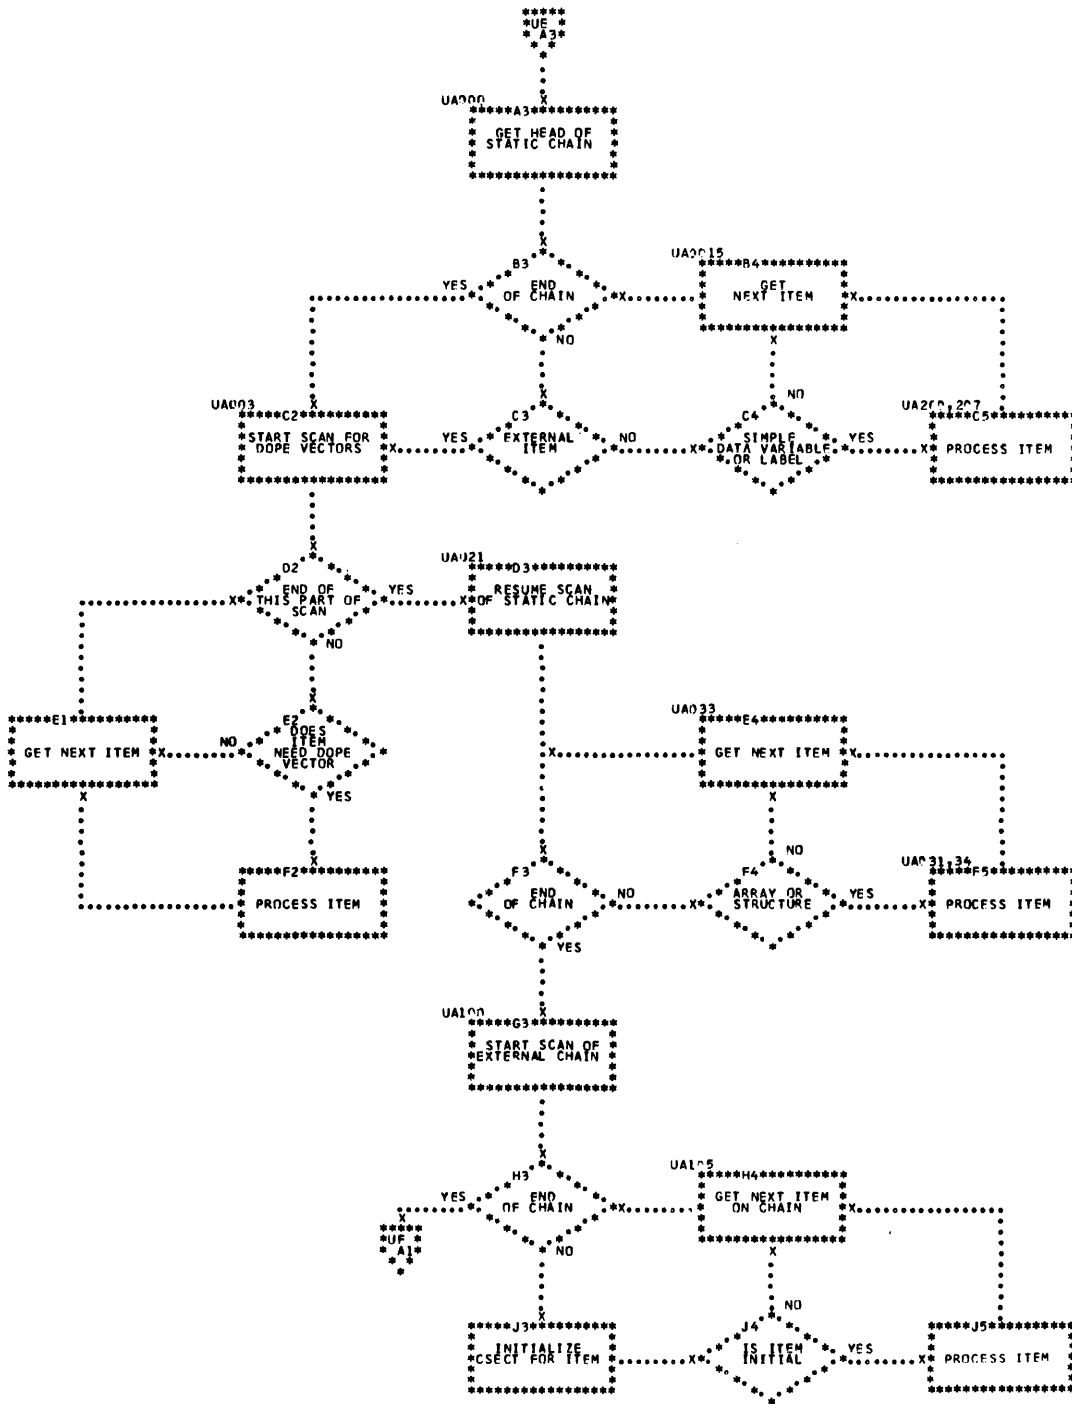 UE
A3
UA000
A3
GET HEAD OF
STATIC CHAIN
B3
YES
END
OF CHAIN
NO
UA0015
B4
GET
NEXT ITEM
UA003
C2
START SCAN FOR
DOPE VECTORS
C3
YES
EXTERNAL
ITEM
NO
NO
C4
SIMPLE
DATA VARIABLE
OR LABEL
YES
C5
PROCESS ITEM
D2
END OF
THIS PART OF
SCAN
YES
NO
UA021
D3
RESUME SCAN
OF STATIC CHAIN
E1
GET NEXT ITEM
E2
DOES
ITEM
NEED DOPE
VECTOR
NO
YES
UA033
E4
GET NEXT ITEM
F2
PROCESS ITEM
F3
END
OF CHAIN
NO
YES
NO
F4
ARRAY OR
STRUCTURE
YES
UA031,34
F5
PROCESS ITEM
UA100
G3
START SCAN OF
EXTERNAL CHAIN
H3
YES
END
OF CHAIN
NO
UA105
H4
GET NEXT ITEM
ON CHAIN
UF
A1
J3
INITIALIZE
CSECT FOR ITEM
NO
J4
IS ITEM
INITIAL
YES
J5
PROCESS ITEM